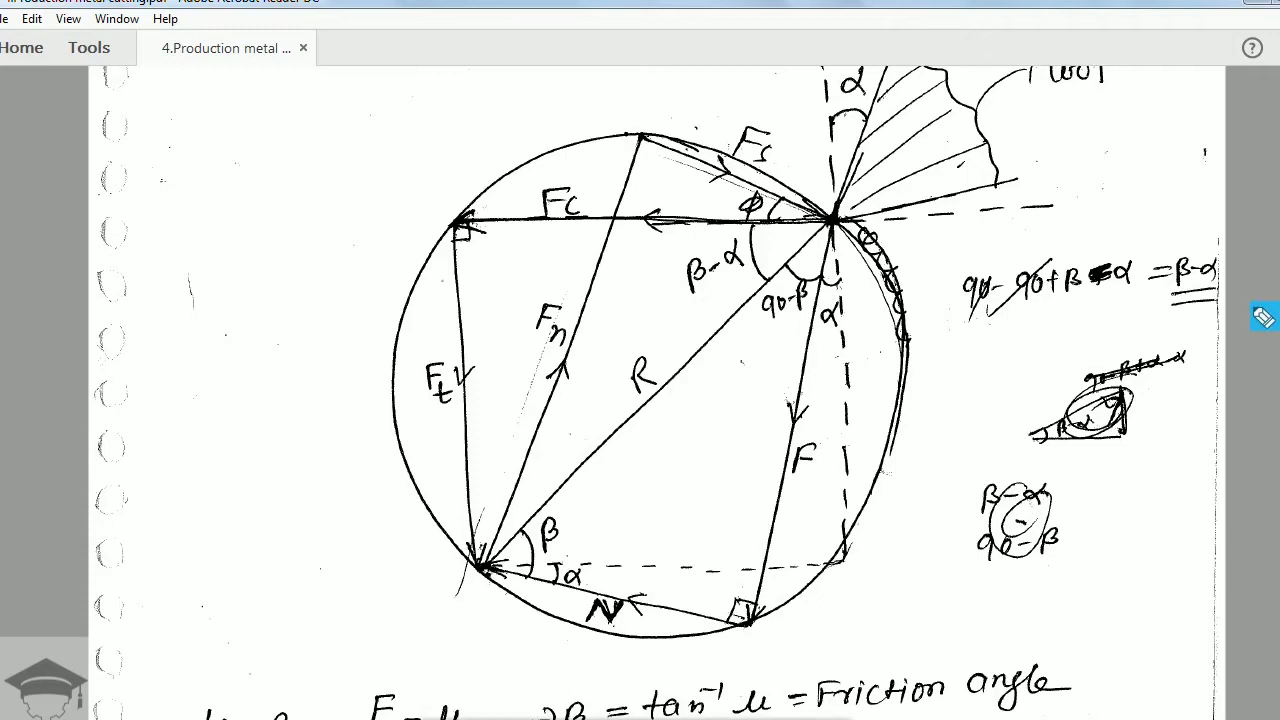 File Edit View Window Help
Home Tools 4.Production metal ... × ?
α Tool
Fs
Fc φ
β-α 90-β α
90-90+β-α = β-α
Fn
Ft R
F
β-α
90-β
β
α
N
F = μ β = tan⁻¹ μ = Friction angle